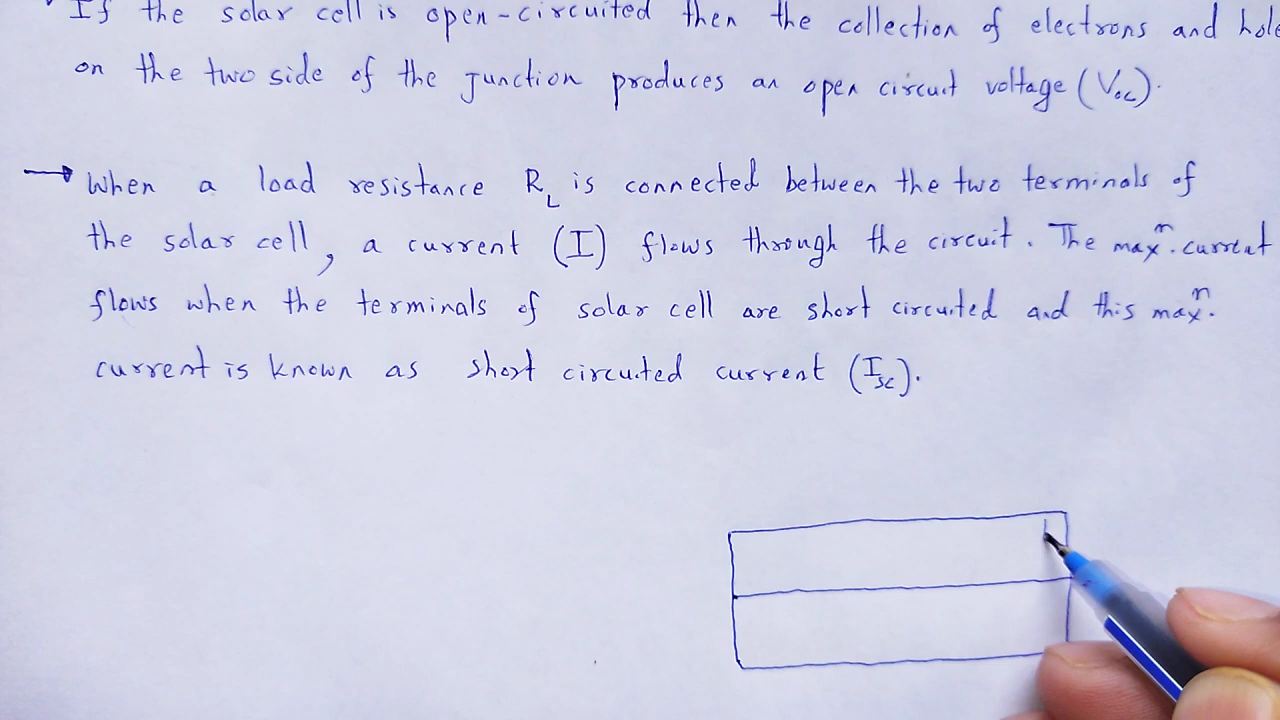 If the solar cell is open-circuited then the collection of electrons and hole
on the two side of the junction produces an open circuit voltage (Voc).
→ When a load resistance RL is connected between the two terminals of
the solar cell, a current (I) flows through the circuit. The maxᵐ. current
flows when the terminals of solar cell are short circuited and this maxᵐ.
current is known as short circuited current (Isc).